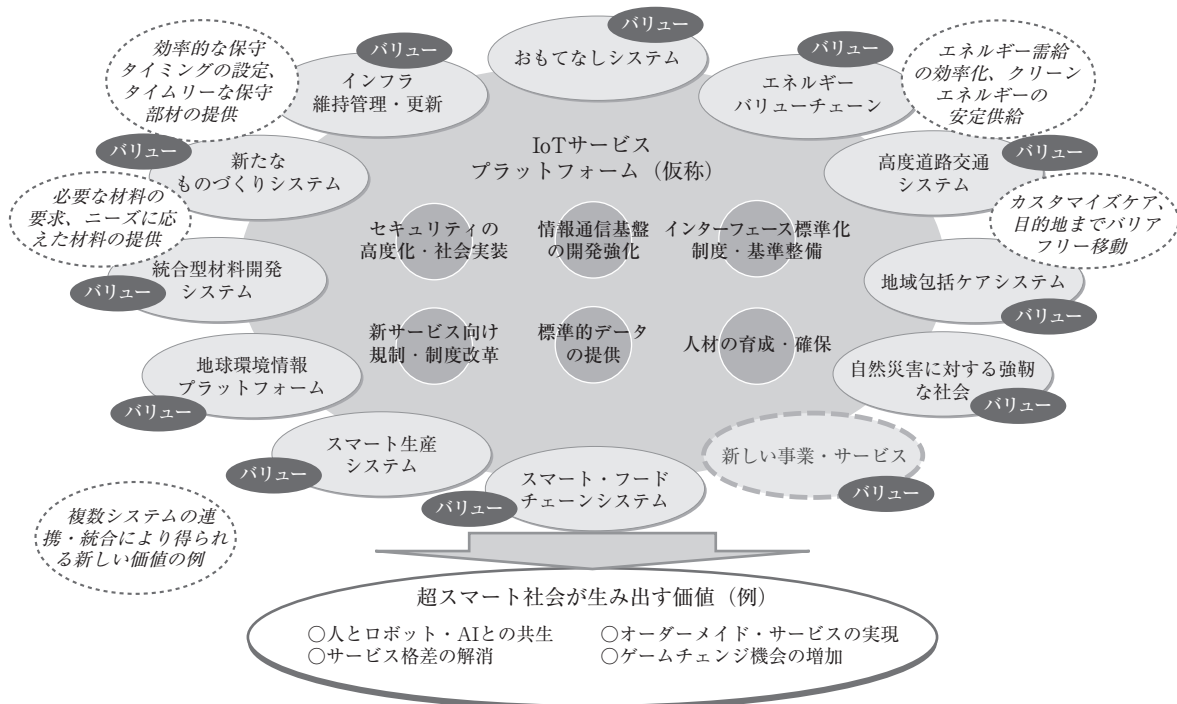 バリュー
おもてなしシステム
バリュー
インフラ
維持管理・更新
バリュー
エネルギー
バリューチェーン
効率的な保守
タイミングの設定、
タイムリーな保守
部材の提供
エネルギー需給
の効率化、クリーン
エネルギーの
安定供給
バリュー
新たな
ものづくりシステム
IoTサービス
プラットフォーム（仮称）
バリュー
高度道路交通
システム
必要な材料の
要求、ニーズに応
えた材料の提供
カスタマイズケア、
目的地までバリア
フリー移動
セキュリティの
高度化・社会実装
情報通信基盤
の開発強化
インターフェース標準化
制度・基準整備
統合型材料開発
システム
バリュー
地域包括ケアシステム
バリュー
新サービス向け
規制・制度改革
標準的データ
の提供
人材の育成・確保
地球環境情報
プラットフォーム
バリュー
自然災害に対する強靭
な社会
バリュー
スマート生産
システム
バリュー
スマート・フード
チェーンシステム
バリュー
新しい事業・サービス
バリュー
複数システムの連
携・統合により得られ
る新しい価値の例
超スマート社会が生み出す価値（例）
○人とロボット・AIとの共生
○オーダーメイド・サービスの実現
○サービス格差の解消
○ゲームチェンジ機会の増加